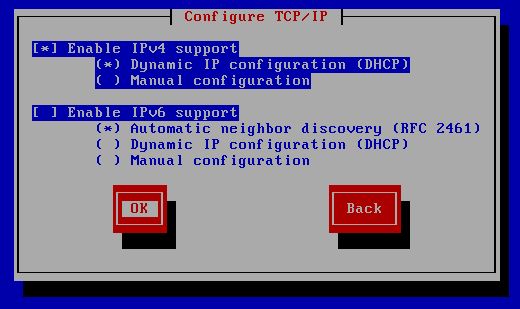 Configure TCP/IP
[*] Enable IPv4 support
(*) Dynamic IP configuration (DHCP)
( ) Manual configuration
[ ] Enable IPv6 support
(*) Automatic neighbor discovery (RFC 2461)
( ) Dynamic IP configuration (DHCP)
( ) Manual configuration
OK Back